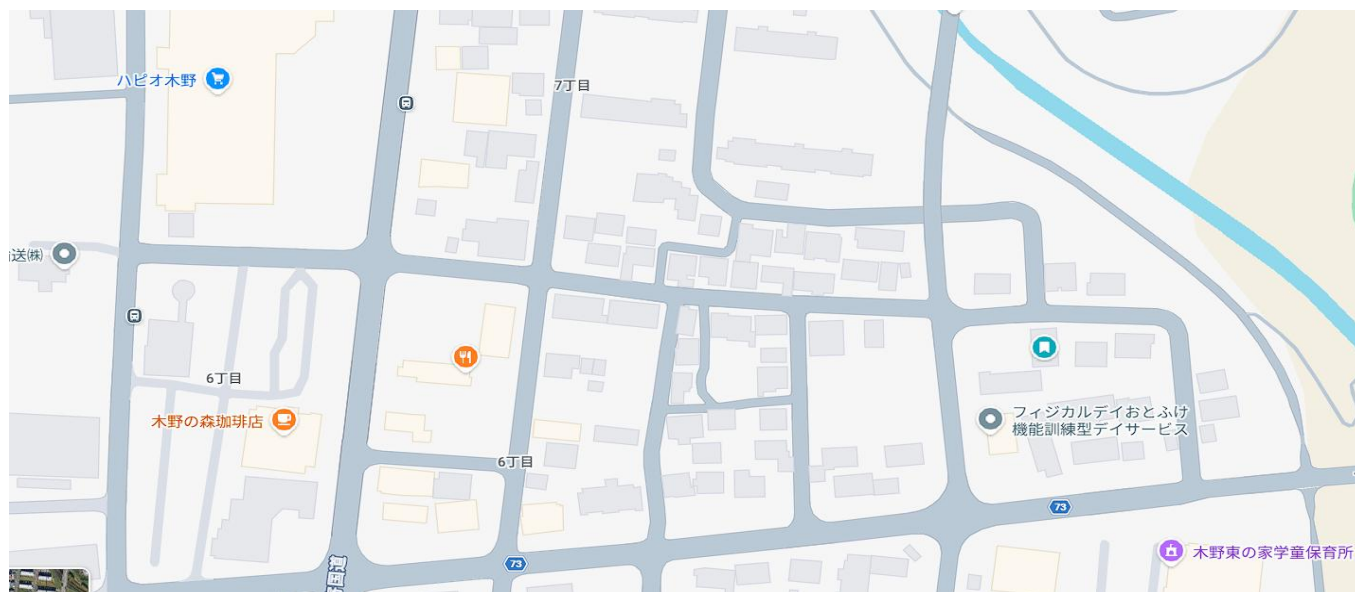 ハピオ木野
7丁目
送㈱
6丁目
木野の森珈琲店
フィジカルデイおとふけ
機能訓練型デイサービス
6丁目
73
73
木野東の家学童保育所